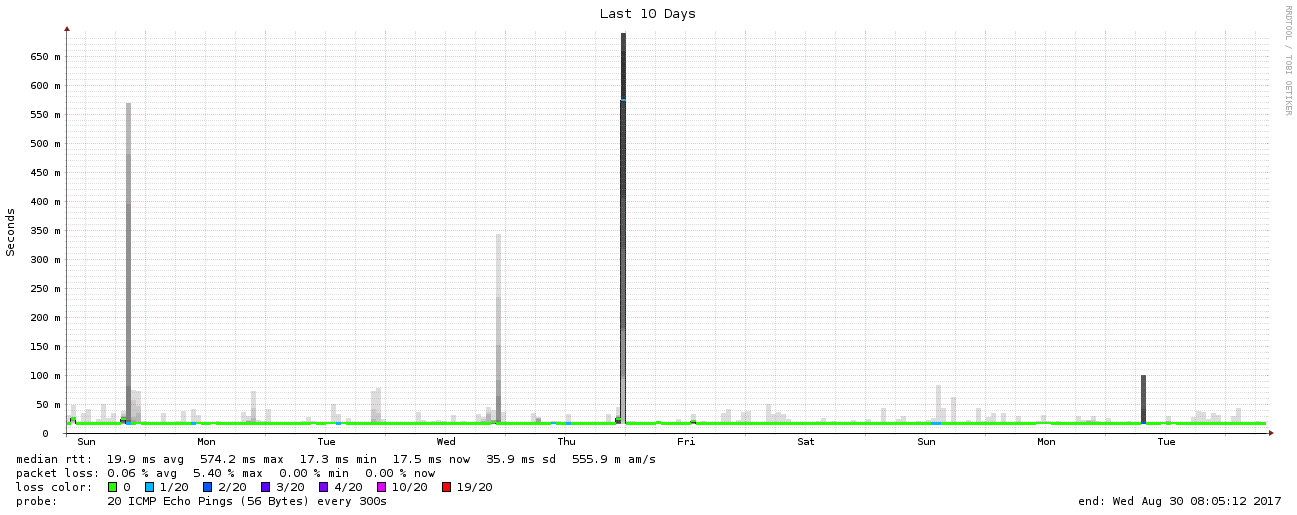 Last 10 Days
RRDTOOL / TOBI OETIKER
Seconds
650 m
600 m
550 m
500 m
450 m
400 m
350 m
300 m
250 m
200 m
150 m
100 m
50 m
0
Sun Mon Tue Wed Thu Fri Sat Sun Mon Tue
median rtt: 19.9 ms avg 574.2 ms max 17.3 ms min 17.5 ms now 35.9 ms sd 555.9 m am/s
packet loss: 0.06 % avg 5.40 % max 0.00 % min 0.00 % now
loss color: 0 1/20 2/20 3/20 4/20 10/20 19/20
probe: 20 ICMP Echo Pings (56 Bytes) every 300s end: Wed Aug 30 08:05:12 2017